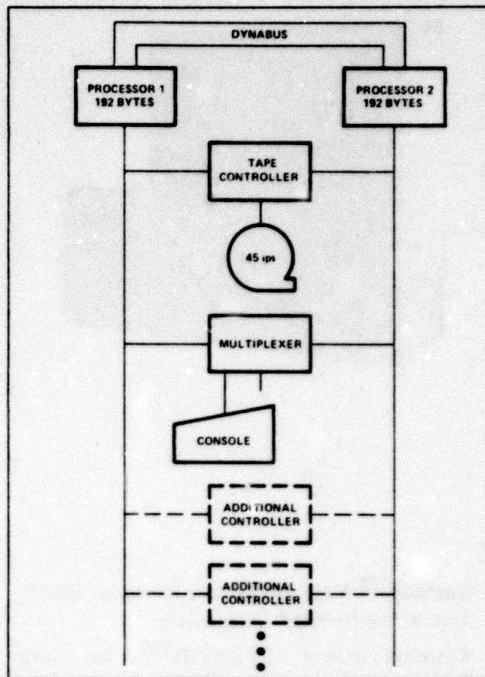 DYNABUS
PROCESSOR 1
192 BYTES
PROCESSOR 2
192 BYTES
TAPE
CONTROLLER
45 ips
MULTIPLEXER
CONSOLE
ADDITIONAL
CONTROLLER
ADDITIONAL
CONTROLLER